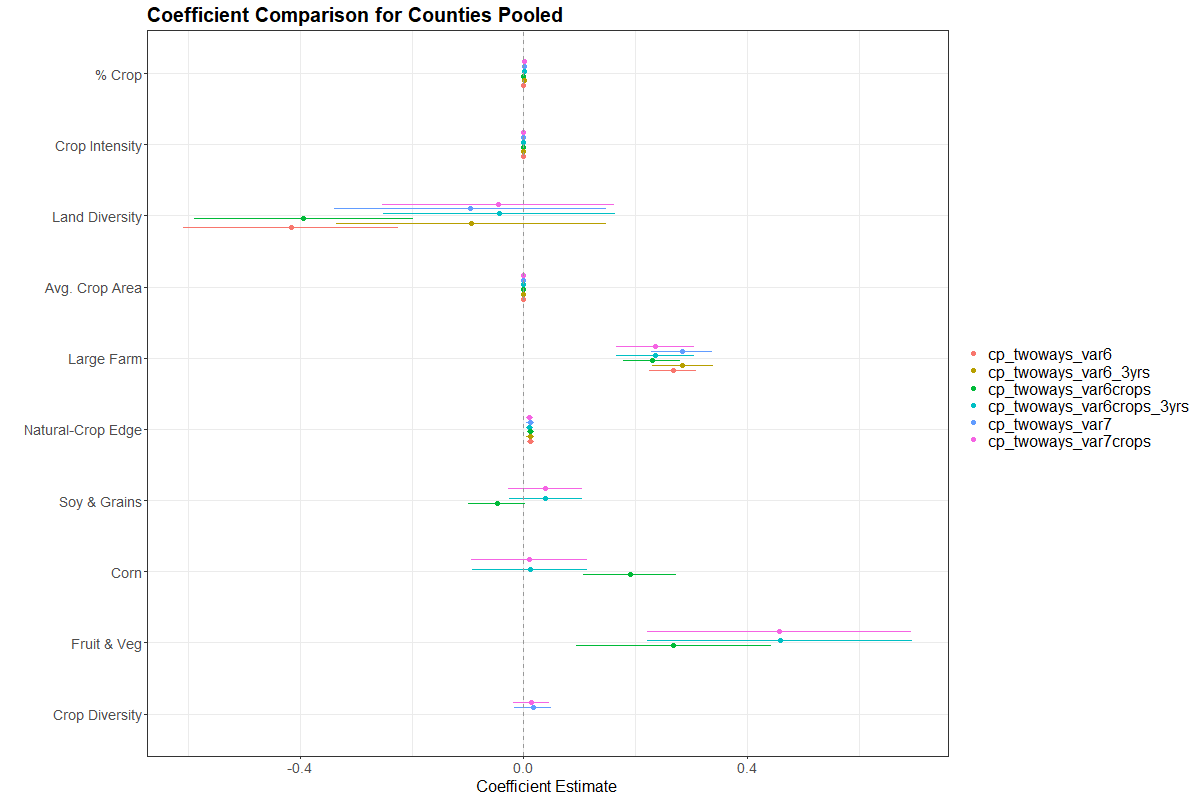 Coefficient Comparison for Counties Pooled
% Crop
Crop Intensity
Land Diversity
Avg. Crop Area
Large Farm
Natural-Crop Edge
Soy & Grains
Corn
Fruit & Veg
Crop Diversity
-0.4
0.0
0.4
Coefficient Estimate
cp_twoways_var6
cp_twoways_var6_3yrs
cp_twoways_var6crops
cp_twoways_var6crops_3yrs
cp_twoways_var7
cp_twoways_var7crops